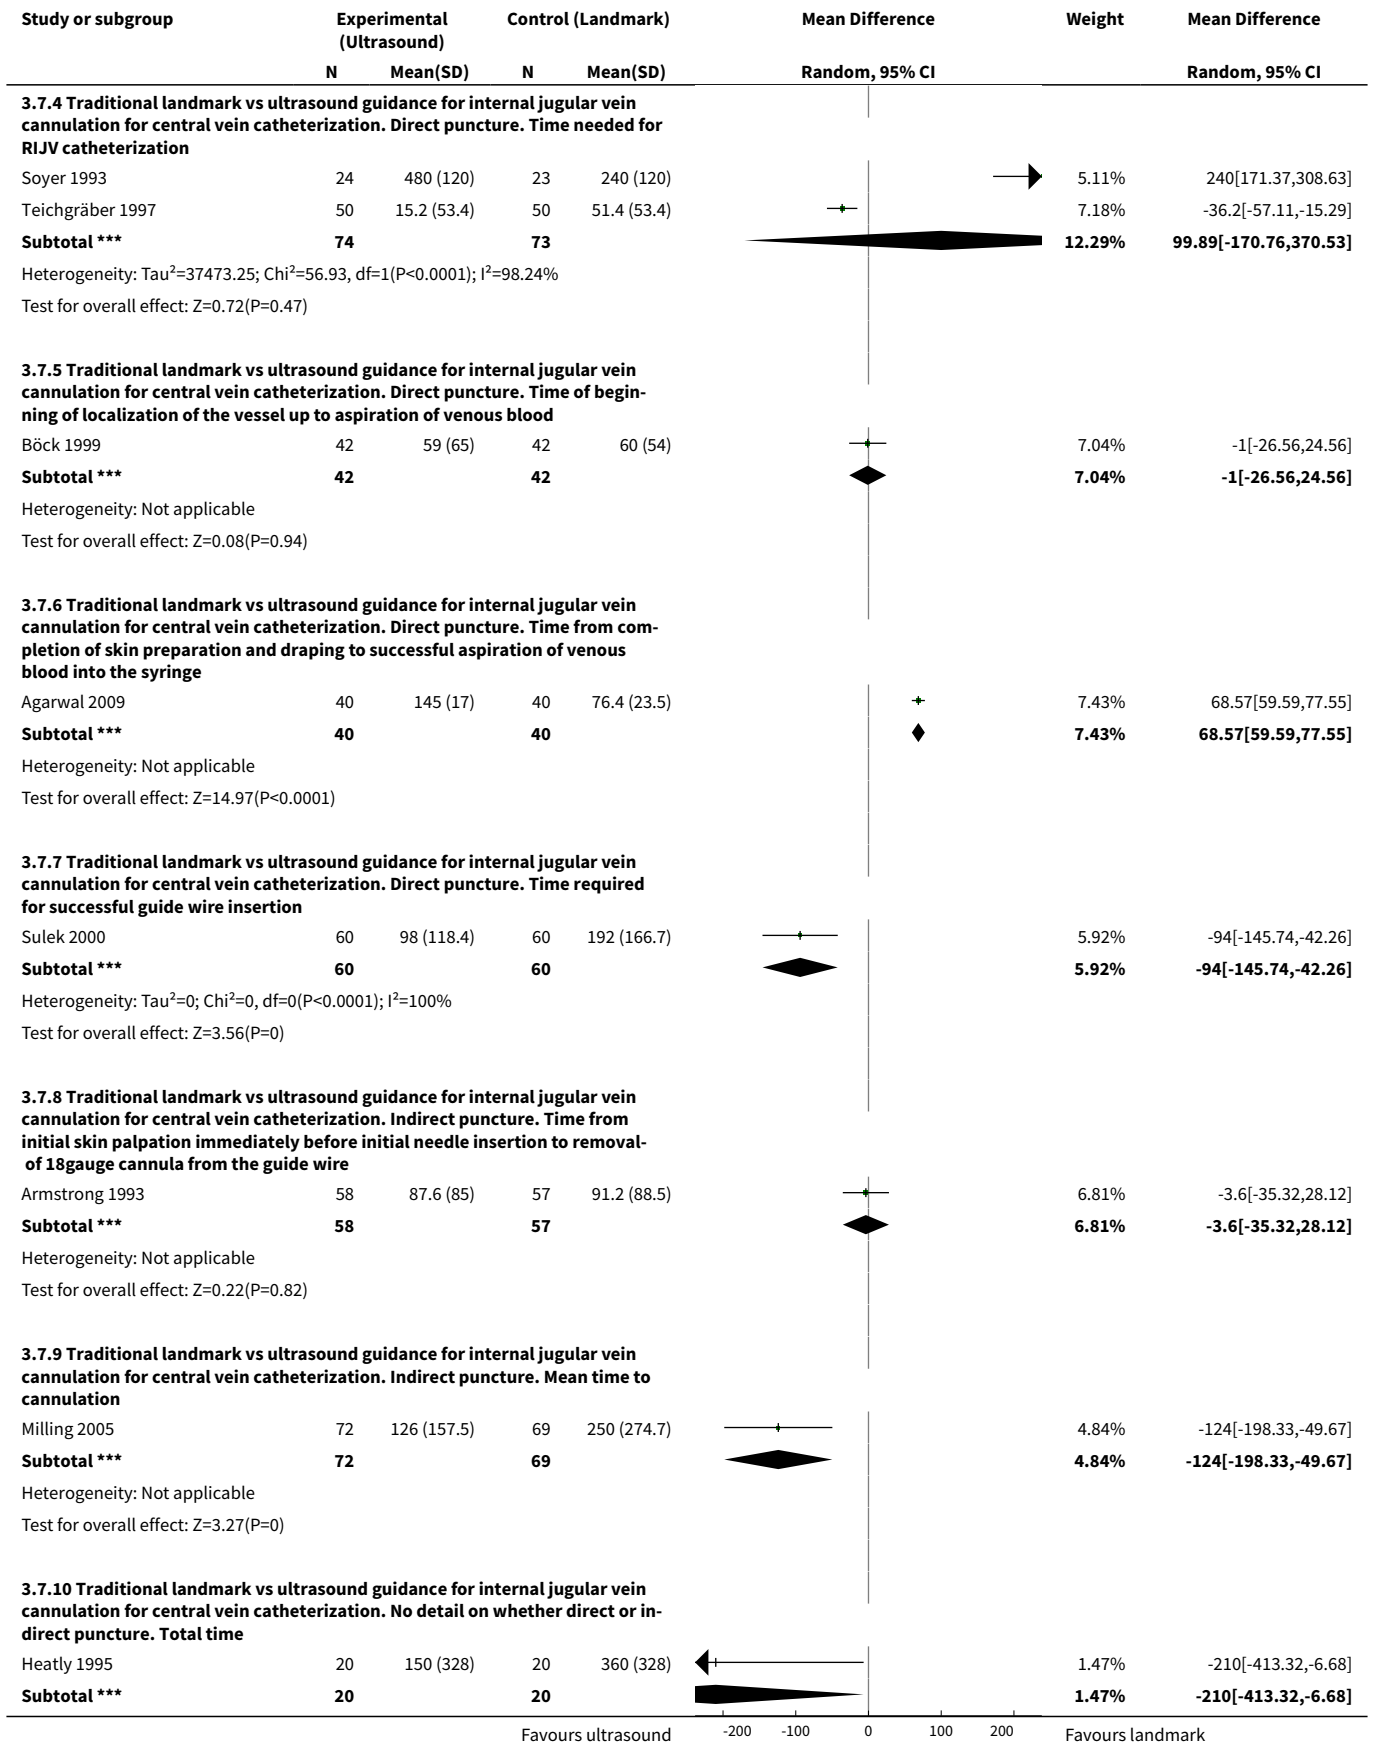 Study or subgroup Experimental (Ultrasound) Control (Landmark) Mean Difference Weight Mean Difference
N Mean(SD) N Mean(SD) Random, 95% CI Random, 95% CI
3.7.4 Traditional landmark vs ultrasound guidance for internal jugular vein
cannulation for central vein catheterization. Direct puncture. Time needed for
RIJV catheterization
Soyer 1993 24 480 (120) 23 240 (120) 5.11% 240[171.37,308.63]
Teichgräber 1997 50 15.2 (53.4) 50 51.4 (53.4) 7.18% -36.2[-57.11,-15.29]
Subtotal *** 74 73 12.29% 99.89[-170.76,370.53]
Heterogeneity: Tau²=37473.25; Chi²=56.93, df=1(P<0.0001); I²=98.24%
Test for overall effect: Z=0.72(P=0.47)
3.7.5 Traditional landmark vs ultrasound guidance for internal jugular vein
cannulation for central vein catheterization. Direct puncture. Time of begin-
ning of localization of the vessel up to aspiration of venous blood
Böck 1999 42 59 (65) 42 60 (54) 7.04% -1[-26.56,24.56]
Subtotal *** 42 42 7.04% -1[-26.56,24.56]
Heterogeneity: Not applicable
Test for overall effect: Z=0.08(P=0.94)
3.7.6 Traditional landmark vs ultrasound guidance for internal jugular vein
cannulation for central vein catheterization. Direct puncture. Time from com-
pletion of skin preparation and draping to successful aspiration of venous
blood into the syringe
Agarwal 2009 40 145 (17) 40 76.4 (23.5) 7.43% 68.57[59.59,77.55]
Subtotal *** 40 40 7.43% 68.57[59.59,77.55]
Heterogeneity: Not applicable
Test for overall effect: Z=14.97(P<0.0001)
3.7.7 Traditional landmark vs ultrasound guidance for internal jugular vein
cannulation for central vein catheterization. Direct puncture. Time required
for successful guide wire insertion
Sulek 2000 60 98 (118.4) 60 192 (166.7) 5.92% -94[-145.74,-42.26]
Subtotal *** 60 60 5.92% -94[-145.74,-42.26]
Heterogeneity: Tau²=0; Chi²=0, df=0(P<0.0001); I²=100%
Test for overall effect: Z=3.56(P=0)
3.7.8 Traditional landmark vs ultrasound guidance for internal jugular vein
cannulation for central vein catheterization. Indirect puncture. Time from
initial skin palpation immediately before initial needle insertion to removal-
of 18gauge cannula from the guide wire
Armstrong 1993 58 87.6 (85) 57 91.2 (88.5) 6.81% -3.6[-35.32,28.12]
Subtotal *** 58 57 6.81% -3.6[-35.32,28.12]
Heterogeneity: Not applicable
Test for overall effect: Z=0.22(P=0.82)
3.7.9 Traditional landmark vs ultrasound guidance for internal jugular vein
cannulation for central vein catheterization. Indirect puncture. Mean time to
cannulation
Milling 2005 72 126 (157.5) 69 250 (274.7) 4.84% -124[-198.33,-49.67]
Subtotal *** 72 69 4.84% -124[-198.33,-49.67]
Heterogeneity: Not applicable
Test for overall effect: Z=3.27(P=0)
3.7.10 Traditional landmark vs ultrasound guidance for internal jugular vein
cannulation for central vein catheterization. No detail on whether direct or in-
direct puncture. Total time
Heatly 1995 20 150 (328) 20 360 (328) 1.47% -210[-413.32,-6.68]
Subtotal *** 20 20 1.47% -210[-413.32,-6.68]
Favours ultrasound -200 -100 0 100 200 Favours landmark